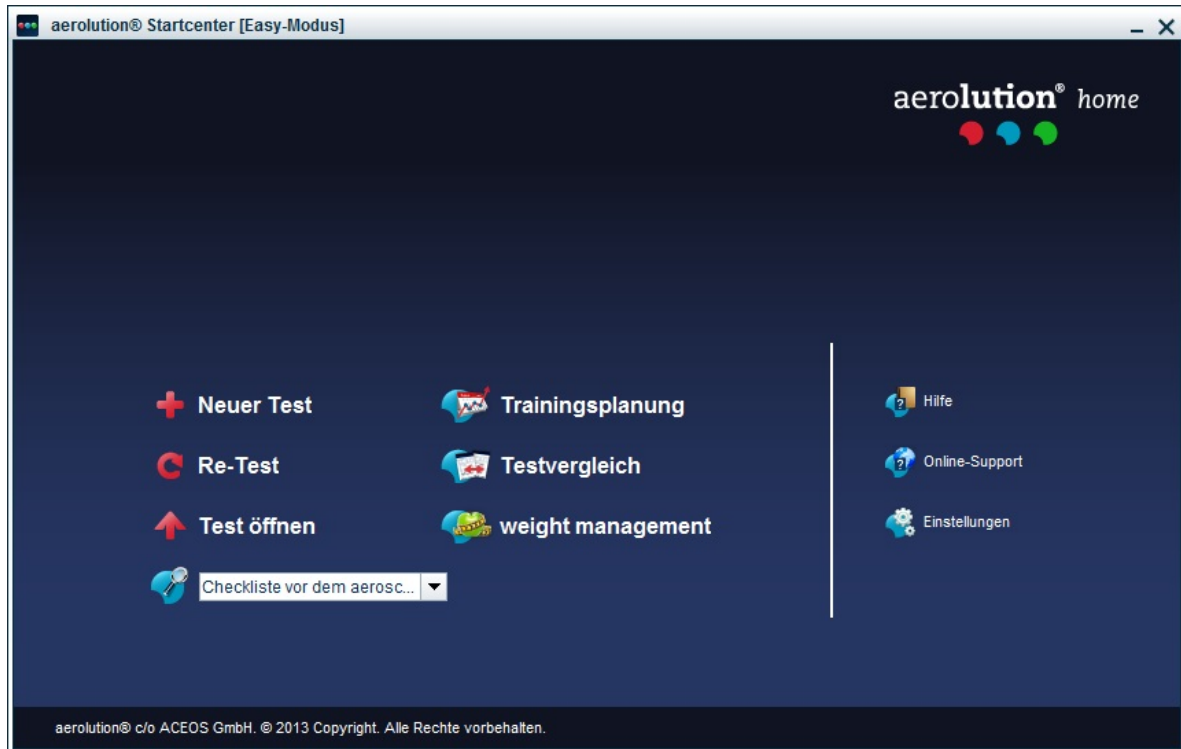 aerolution® Startcenter [Easy-Modus]
aerolution® home
Neuer Test
Re-Test
Test öffnen
Checkliste vor dem aerosc...
Trainingsplanung
Testvergleich
weight management
Hilfe
Online-Support
Einstellungen
aerolution® c/o ACEOS GmbH. © 2013 Copyright. Alle Rechte vorbehalten.